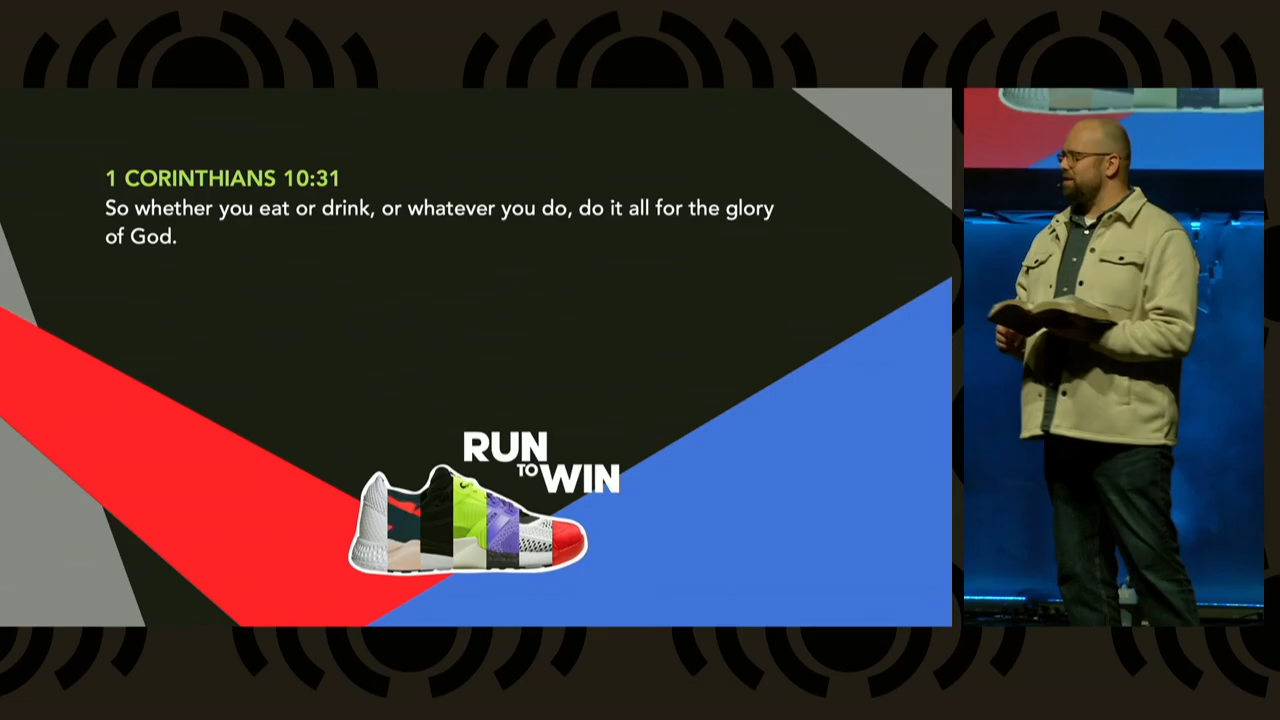 1 CORINTHIANS 10:31
So whether you eat or drink, or whatever you do, do it all for the glory
of God.
RUN
TO WIN